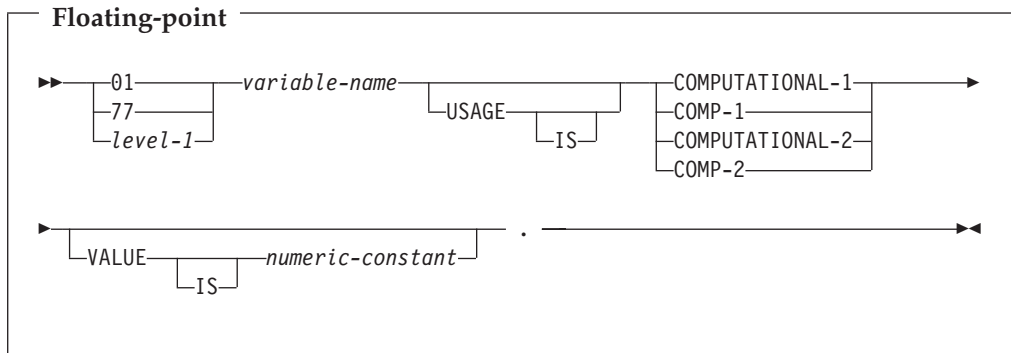 Floating-point
01 variable-name COMPUTATIONAL-1
77 USAGE COMP-1
level-1 IS COMPUTATIONAL-2
COMP-2
.
VALUE numeric-constant
IS